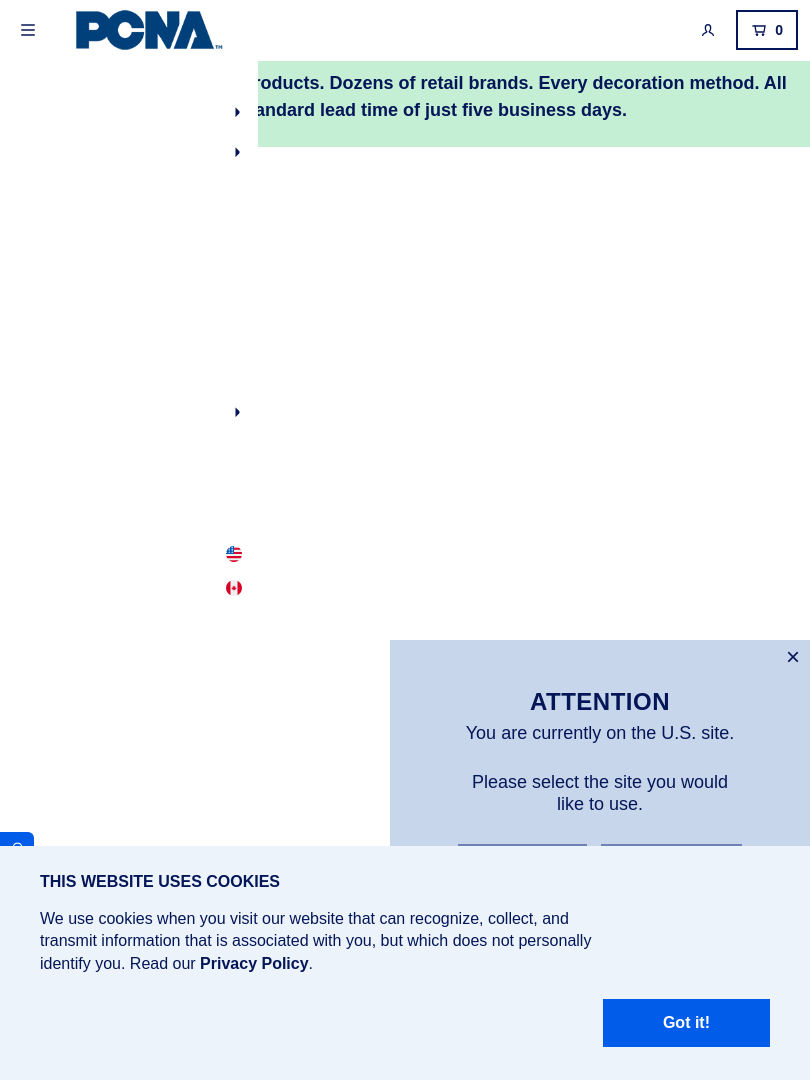 PCNA™
0
roducts. Dozens of retail brands. Every decoration method. All
andard lead time of just five business days.
ATTENTION
You are currently on the U.S. site.
Please select the site you would
like to use.
THIS WEBSITE USES COOKIES
We use cookies when you visit our website that can recognize, collect, and
transmit information that is associated with you, but which does not personally
identify you. Read our Privacy Policy.
Got it!